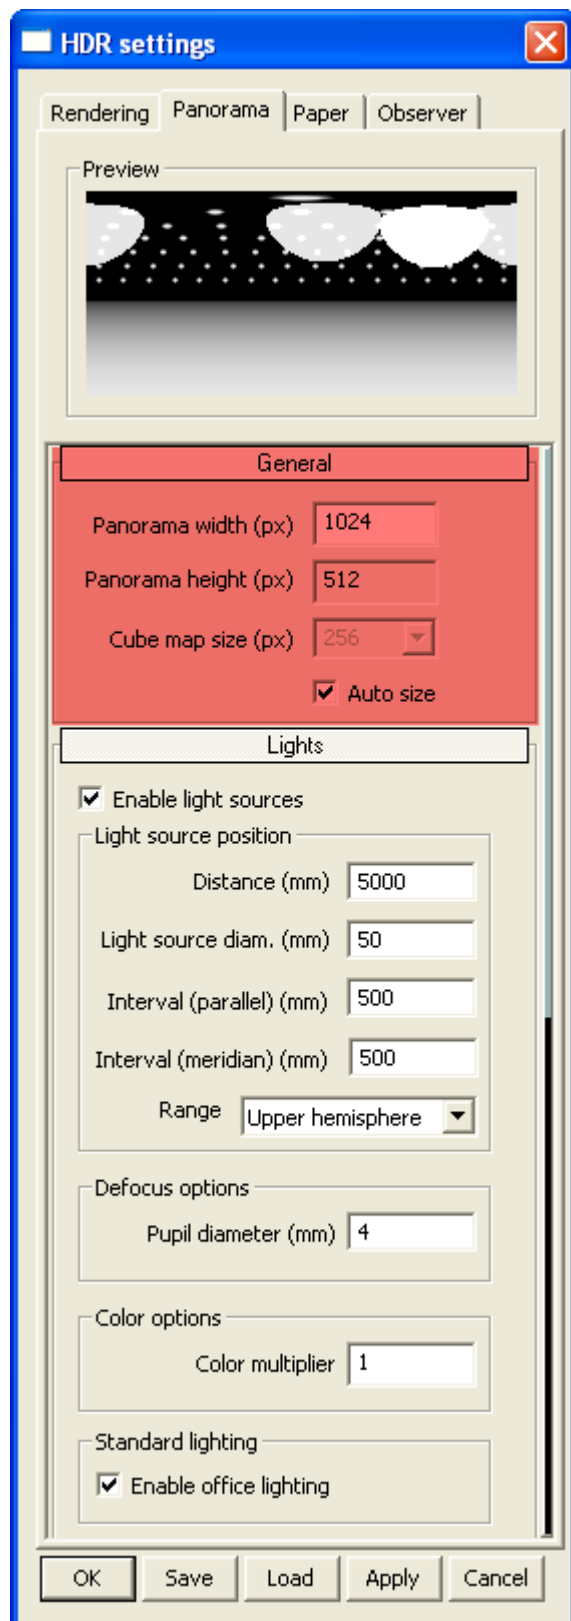 HDR settings
Rendering Panorama Paper Observer
Preview
General
Panorama width (px) 1024
Panorama height (px) 512
Cube map size (px) 256
Auto size
Lights
Enable light sources
Light source position
Distance (mm) 5000
Light source diam. (mm) 50
Interval (parallel) (mm) 500
Interval (meridian) (mm) 500
Range Upper hemisphere
Defocus options
Pupil diameter (mm) 4
Color options
Color multiplier 1
Standard lighting
Enable office lighting
OK Save Load Apply Cancel